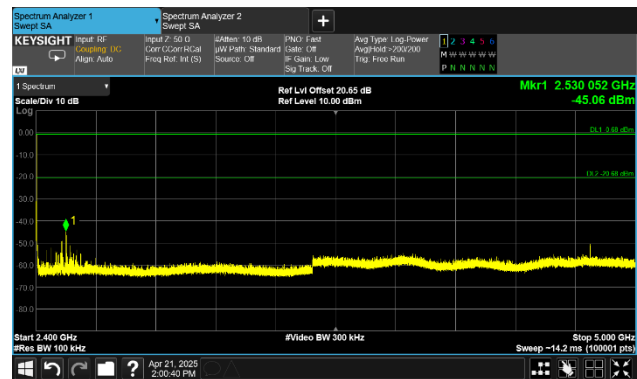 Spectrum Analyzer 1
Swept SA
Spectrum Analyzer 2
Swept SA
+
KEYSIGHT
Input: RF
Coupling: DC
Align: Auto
Input Z: 50 Ω
Corr CCorr RCal
Freq Ref: Int (S)
#Atten: 10 dB
µW Path: Standard
Source: Off
PNO: Fast
Gate: Off
IF Gain: Low
Sig Track: Off
Avg Type: Log-Power
Avg|Hold:>200/200
Trig: Free Run
1 2 3 4 5 6
M W W W W W
P N N N N N
LXI
1 Spectrum
Scale/Div 10 dB
Ref Lvl Offset 20.65 dB
Ref Level 10.00 dBm
Mkr1 2.530 052 GHz
-45.06 dBm
Log
0.00
-10.0
-20.0
-30.0
-40.0
-50.0
-60.0
-70.0
-80.0
DL2 -20.68 dBm
1
Start 2.400 GHz
#Res BW 100 kHz
#Video BW 300 kHz
Stop 5.000 GHz
Sweep ~14.2 ms (100001 pts)
?
Apr 21, 2025
2:00:40 PM